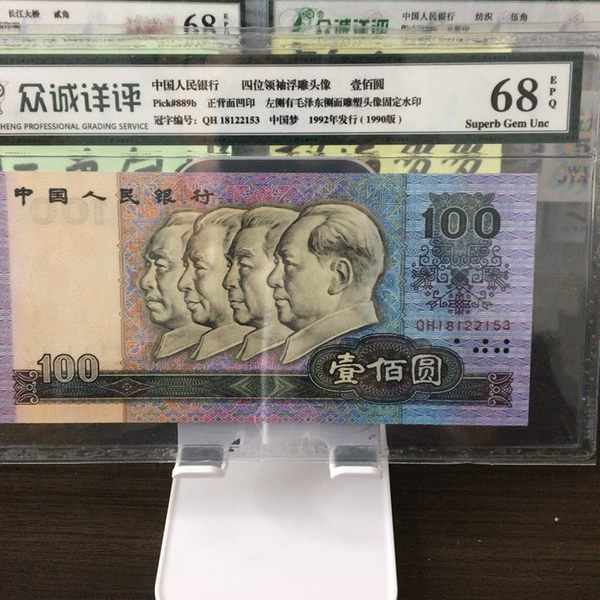 长江大桥 贰角
68
EPQ
众诚详评
中国人民银行 纺织 伍角
众诚详评
HENG PROFESSIONAL GRADING SERVICE
中国人民银行 四位领袖浮雕头像 壹佰圆
Pick#889b 正背面凹印 左侧有毛泽东侧面雕塑头像固定水印
冠字编号: QH 18122153 中国梦 1992年发行 (1990版)
68
EPQ
Superb Gem Unc
中国人民银行
100
QH18122153
100
壹佰圆